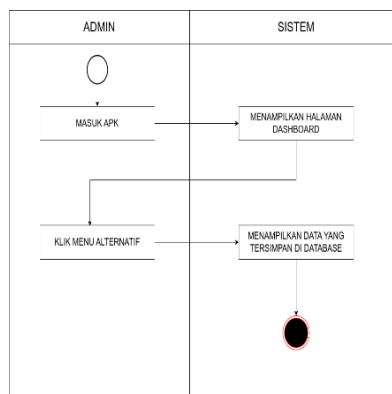 ADMIN
SISTEM
MASUK APK
MENAMPILKAN HALAMAN
DASHBOARD
KLIK MENU ALTERNATIF
MENAMPILKAN DATA YANG
TERSIMPAN DI DATABASE